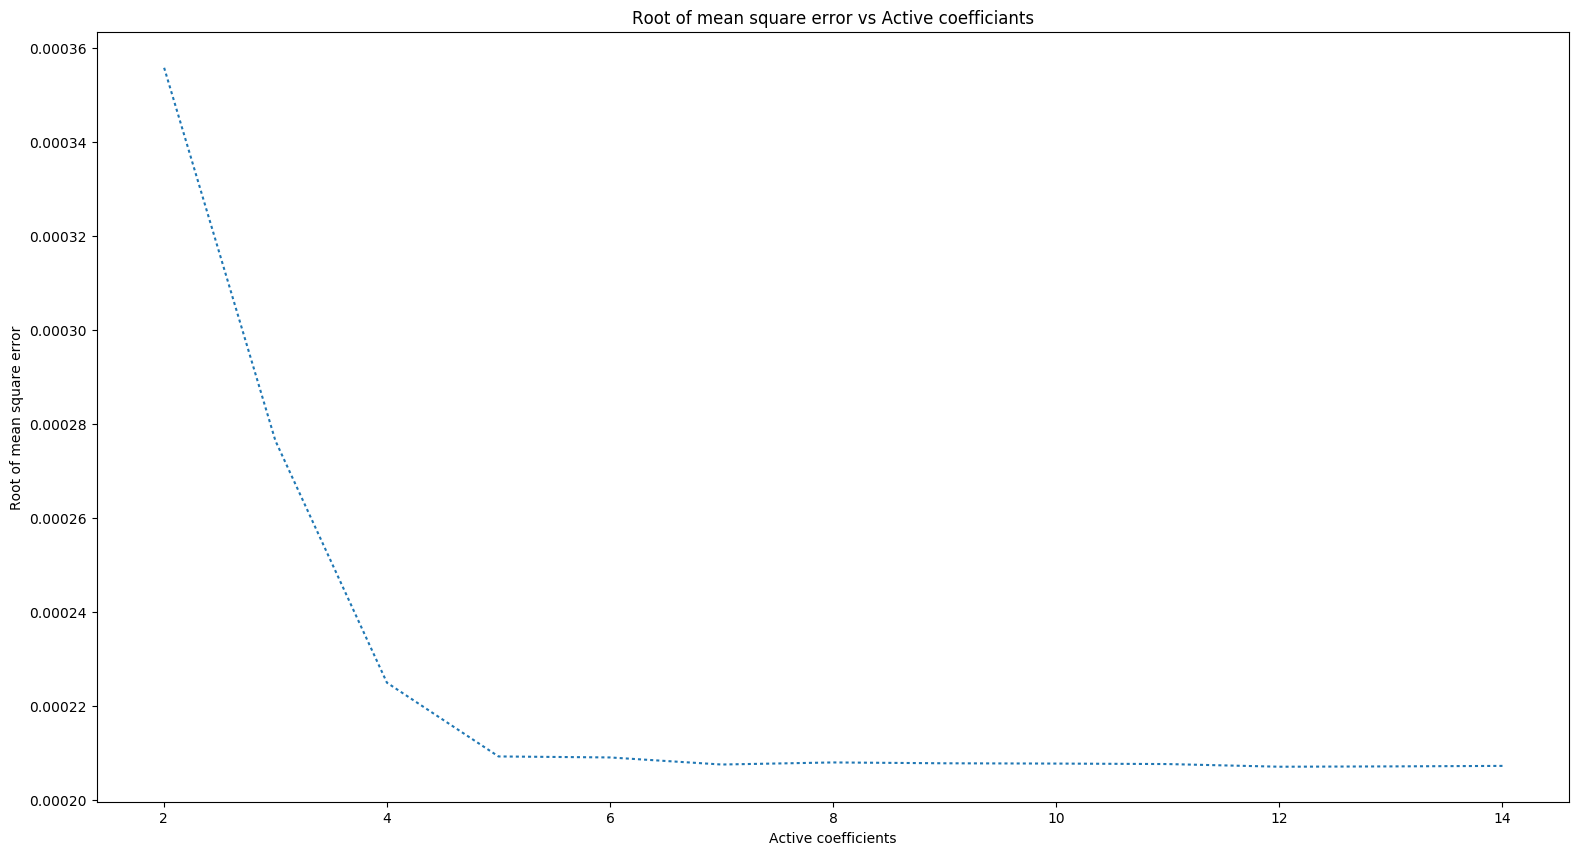 Root of mean square error vs Active coefficiants
0.00036
0.00034
0.00032
0.00030
0.00028
0.00026
0.00024
0.00022
0.00020
Root of mean square error
2 4 6 8 10 12 14
Active coefficients